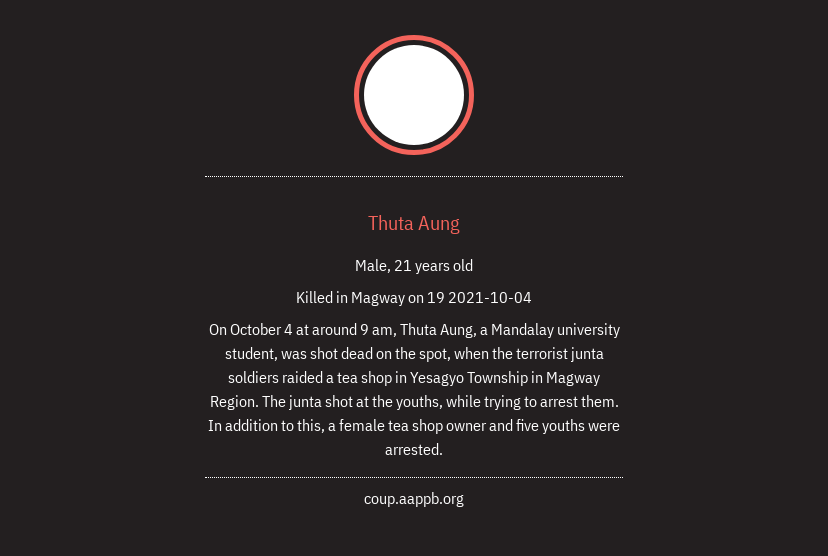 Thuta Aung
Male, 21 years old
Killed in Magway on 19 2021-10-04
On October 4 at around 9 am, Thuta Aung, a Mandalay university
student, was shot dead on the spot, when the terrorist junta
soldiers raided a tea shop in Yesagyo Township in Magway
Region. The junta shot at the youths, while trying to arrest them.
In addition to this, a female tea shop owner and five youths were
arrested.
coup.aappb.org